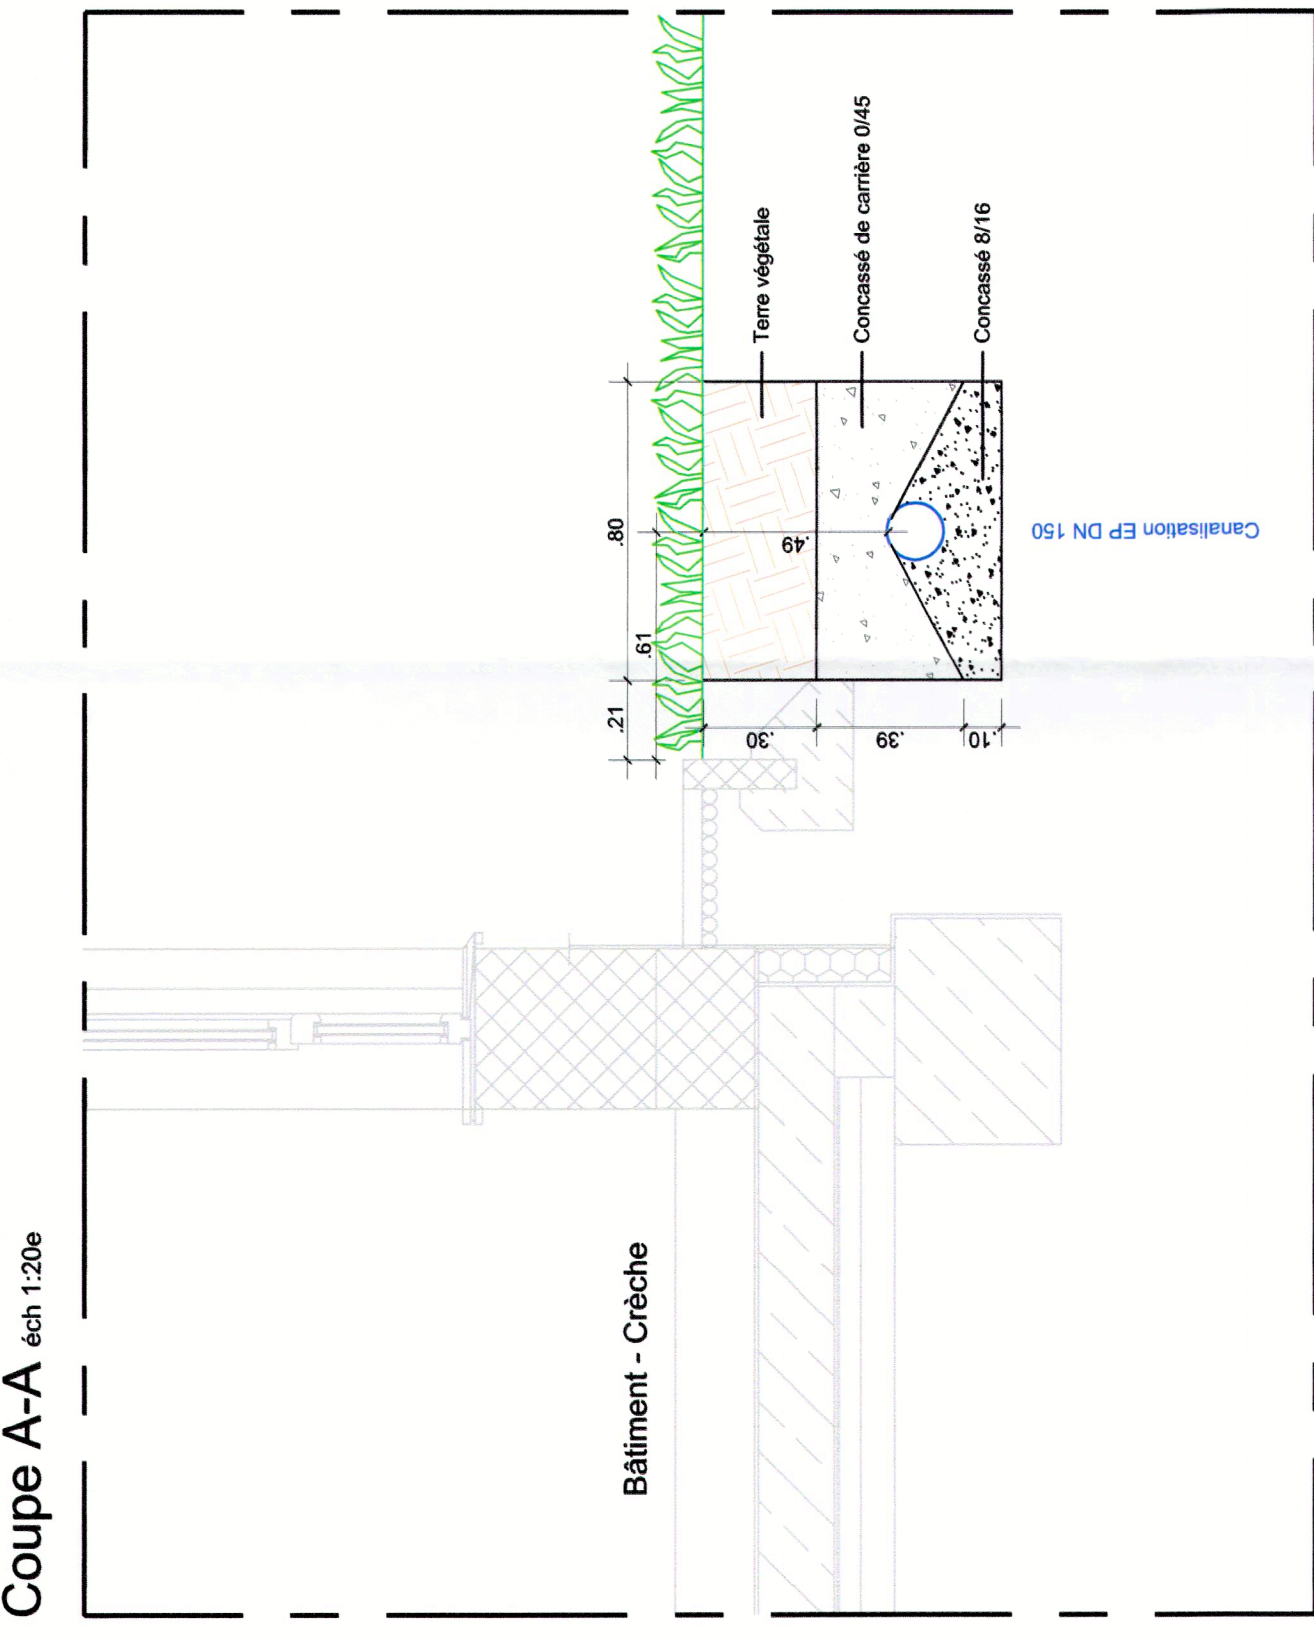 Coupe A-A éch 1:20e
Bâtiment - Crèche
.21
.80
.61
.30
.39
.10
.49
Terre végétale
Concassé de carrière 0/45
Concassé 8/16
Canalisation EP DN 150